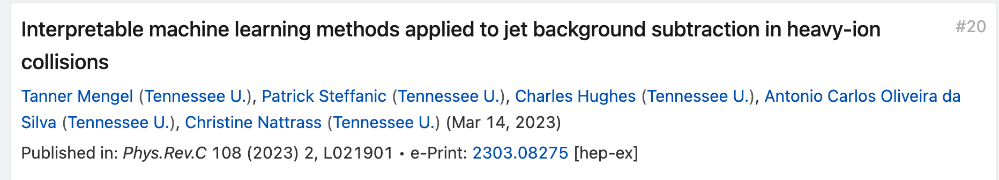 Interpretable machine learning methods applied to jet background subtraction in heavy-ion #20
collisions
Tanner Mengel (Tennessee U.), Patrick Steffanic (Tennessee U.), Charles Hughes (Tennessee U.), Antonio Carlos Oliveira da
Silva (Tennessee U.), Christine Nattrass (Tennessee U.) (Mar 14, 2023)
Published in: Phys.Rev.C 108 (2023) 2, L021901 • e-Print: 2303.08275 [hep-ex]